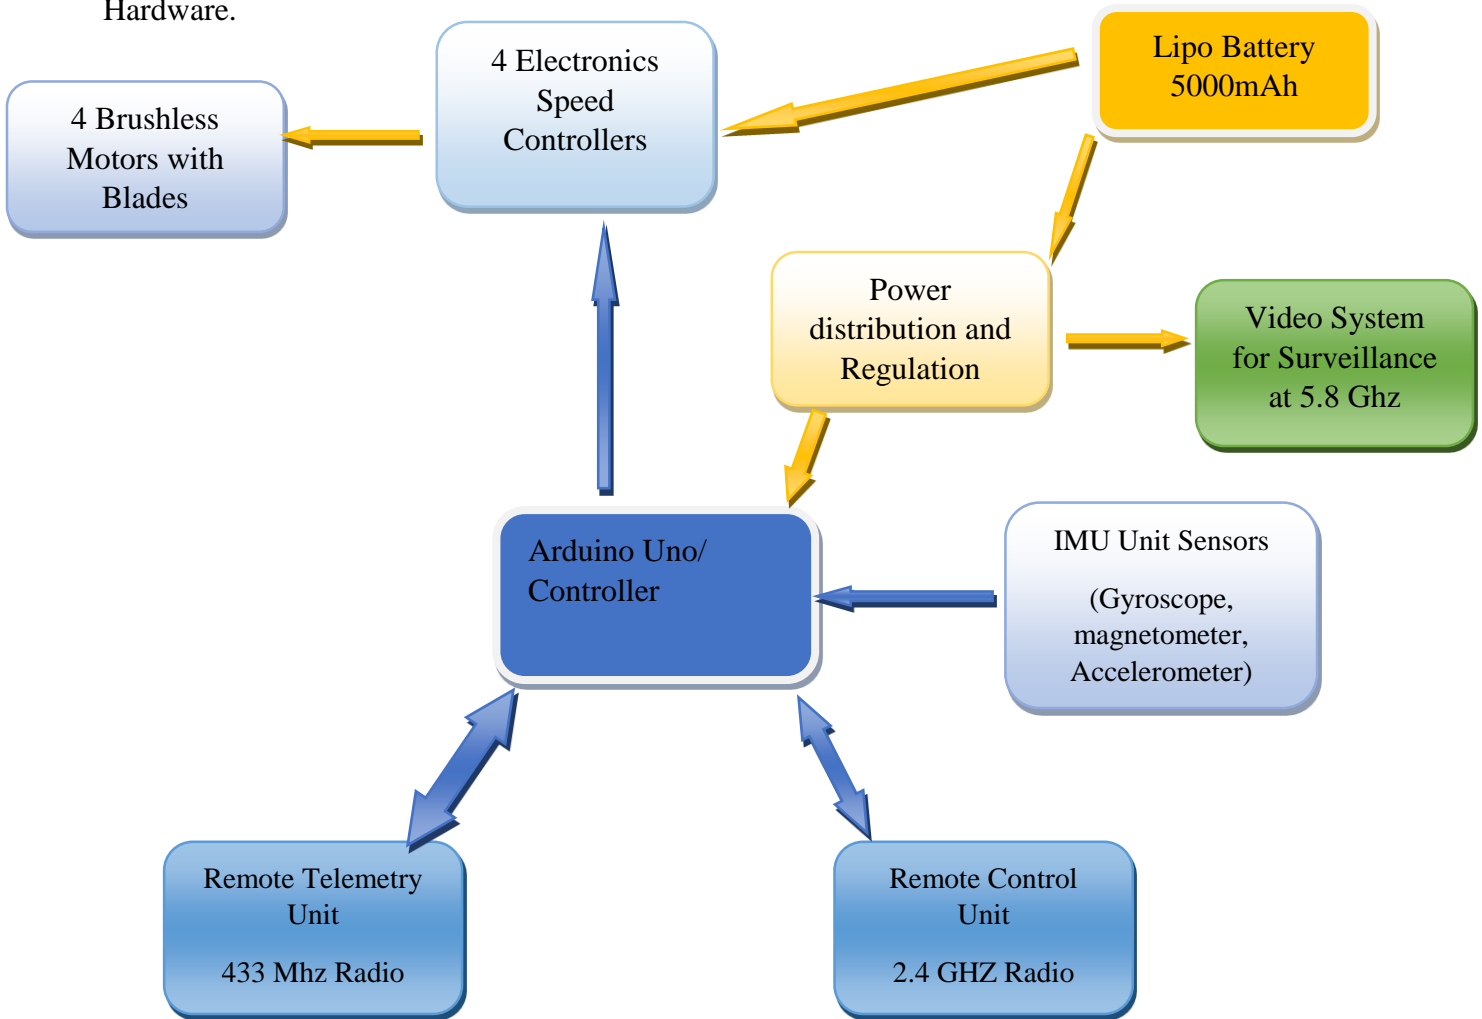 Hardware.
4 Electronics
Speed
Controllers
Lipo Battery
5000mAh
4 Brushless
Motors with
Blades
Power
distribution and
Regulation
Video System
for Surveillance
at 5.8 Ghz
Arduino Uno/
Controller
IMU Unit Sensors
(Gyroscope,
magnetometer,
Accelerometer)
Remote Telemetry
Unit
433 Mhz Radio
Remote Control
Unit
2.4 GHZ Radio